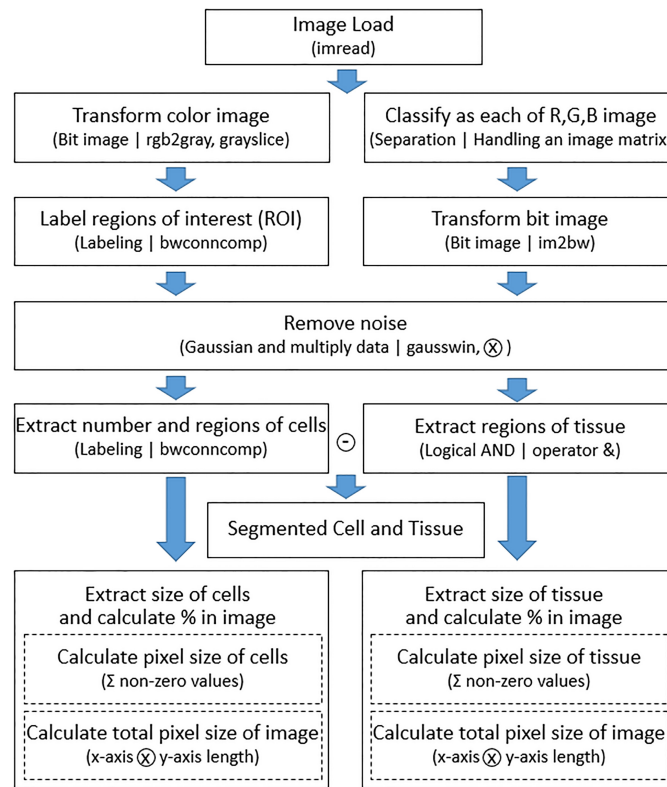 Image Load
(imread)
Transform color image
(Bit image | rgb2gray, grayslice)
Classify as each of R,G,B image
(Separation | Handling an image matrix
Label regions of interest (ROI)
(Labeling | bwconncomp)
Transform bit image
(Bit image | im2bw)
Remove noise
(Gaussian and multiply data | gausswin, ⓧ )
Extract number and regions of cells
(Labeling | bwconncomp)
⊖
Extract regions of tissue
(Logical AND | operator &)
Segmented Cell and Tissue
Extract size of cells
and calculate % in image
Calculate pixel size of cells
(Σ non-zero values)
Calculate total pixel size of image
(x-axis ⓧ y-axis length)
Extract size of tissue
and calculate % in image
Calculate pixel size of tissue
(Σ non-zero values)
Calculate total pixel size of image
(x-axis ⓧ y-axis length)